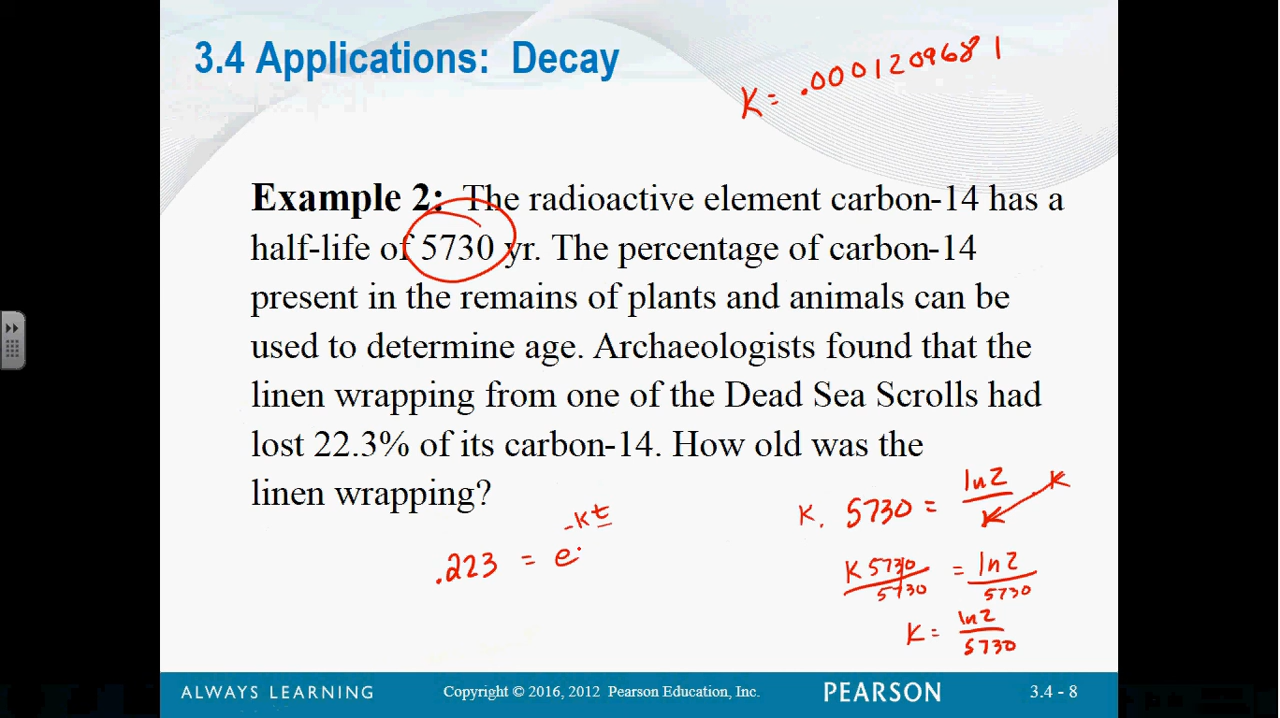 3.4 Applications: Decay
K = .0001209681
Example 2: The radioactive element carbon-14 has a
half-life of 5730 yr. The percentage of carbon-14
present in the remains of plants and animals can be
used to determine age. Archaeologists found that the
linen wrapping from one of the Dead Sea Scrolls had
lost 22.3% of its carbon-14. How old was the
linen wrapping?
.223 = e^-kt
K. 5730 = ln2/K K
K 5730/5730 = ln2/5730
K = ln2/5730
ALWAYS LEARNING
Copyright © 2016, 2012 Pearson Education, Inc.
PEARSON
3.4 - 8